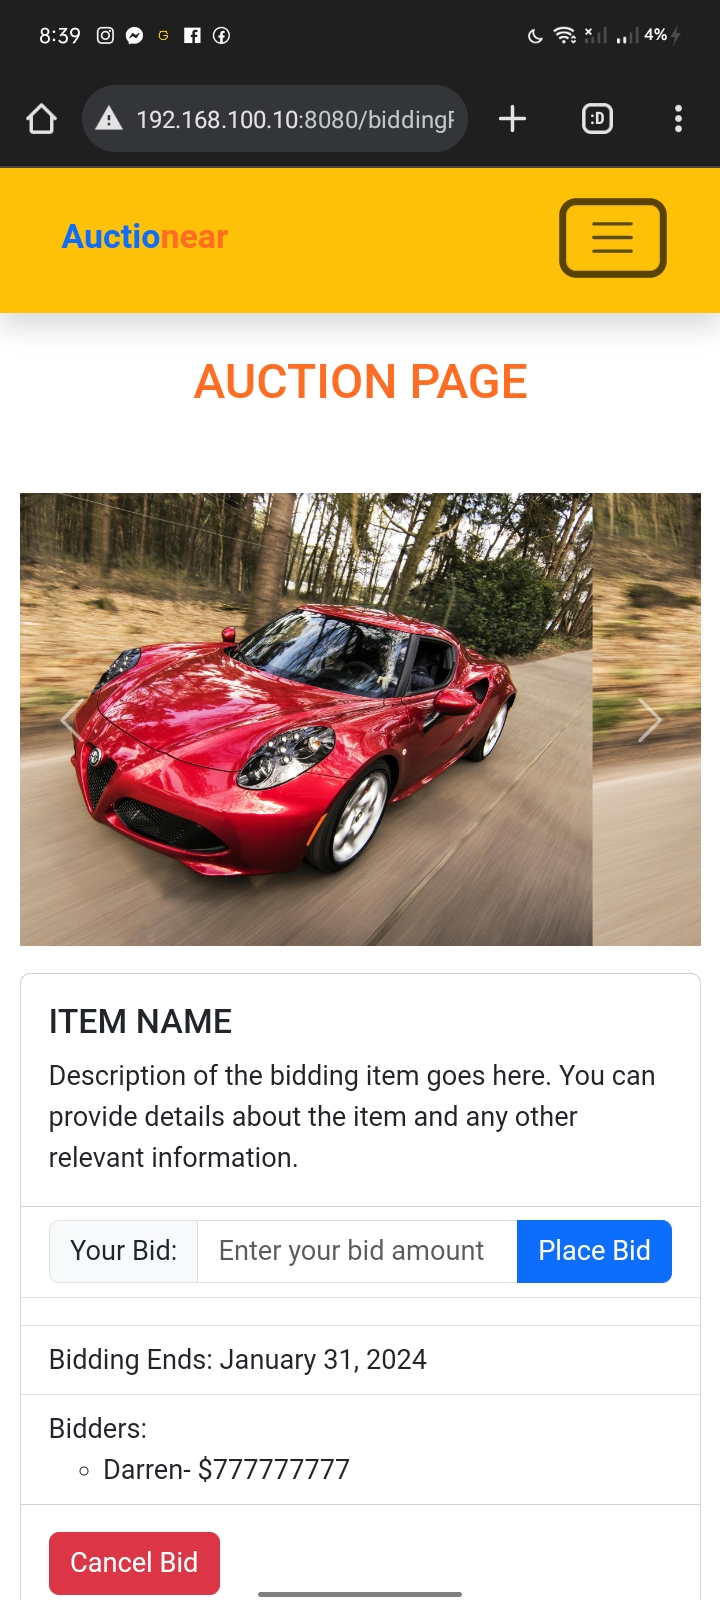 8:39
4%
192.168.100.10:8080/bidding
:D
Auctionear
AUCTION PAGE
ITEM NAME
Description of the bidding item goes here. You can
provide details about the item and any other
relevant information.
Your Bid: Enter your bid amount Place Bid
Bidding Ends: January 31, 2024
Bidders:
Darren- $777777777
Cancel Bid